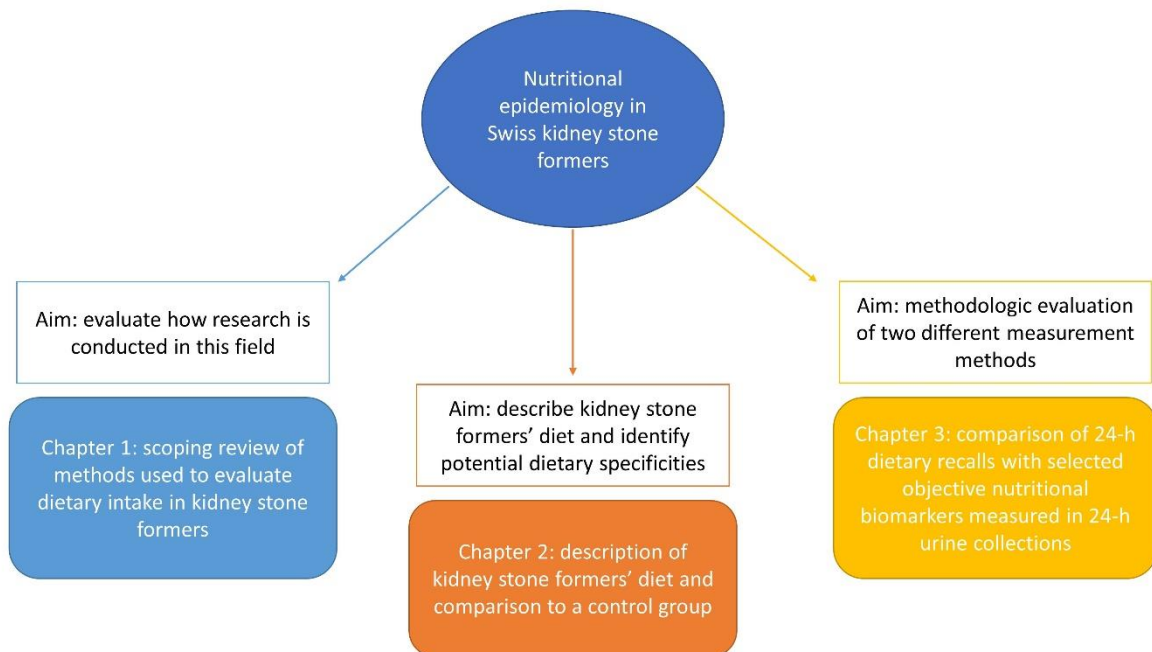 Nutritional
epidemiology in
Swiss kidney stone
formers
Aim: evaluate how research is
conducted in this field
Chapter 1: scoping review of
methods used to evaluate
dietary intake in kidney stone
formers
Aim: describe kidney stone
formers’ diet and identify
potential dietary specificities
Chapter 2: description of
kidney stone formers’ diet and
comparison to a control group
Aim: methodologic evaluation
of two different measurement
methods
Chapter 3: comparison of 24-h
dietary recalls with selected
objective nutritional
biomarkers measured in 24-h
urine collections